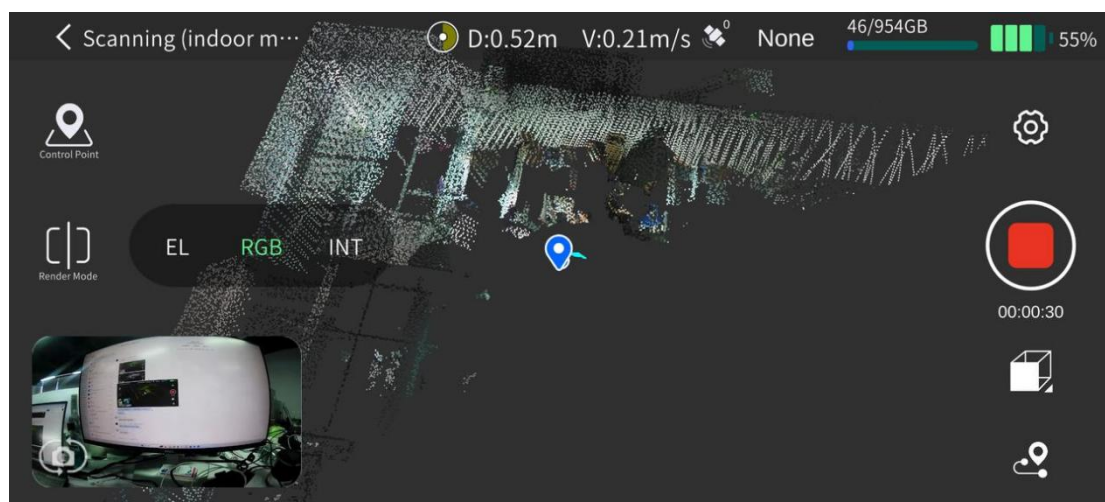 Scanning (indoor m···
D:0.52m
V:0.21m/s
0
None
46/954GB
55%
Control Point
EL
RGB
INT
Render Mode
00:00:30